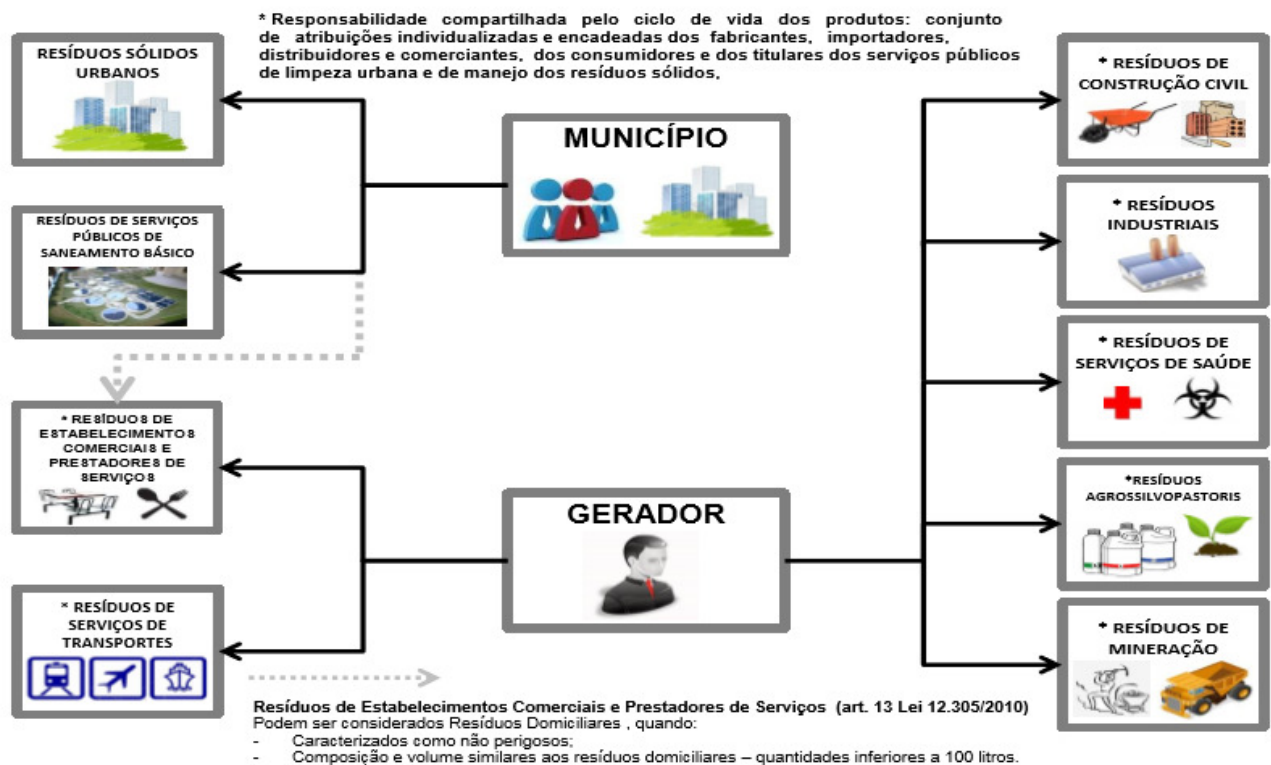 * Responsabilidade compartilhada pelo ciclo de vida dos produtos: conjunto
de atribuições individualizadas e encadeadas dos fabricantes, importadores,
distribuidores e comerciantes, dos consumidores e dos titulares dos serviços públicos
de limpeza urbana e de manejo dos resíduos sólidos,
RESÍDUOS SÓLIDOS
URBANOS
RESÍDUOS DE SERVIÇOS
PÚBLICOS DE
SANEAMENTO BÁSICO
* RESÍDUOS DE
ESTABELECIMENTOS
COMERCIAIS E
PRESTADORES DE
SERVIÇOS
* RESÍDUOS DE
SERVIÇOS DE
TRANSPORTES
MUNICÍPIO
GERADOR
* RESÍDUOS DE
CONSTRUÇÃO CIVIL
* RESÍDUOS
INDUSTRIAIS
* RESÍDUOS DE
SERVIÇOS DE SAÚDE
*RESÍDUOS
AGROSSILVOPASTORIS
* RESÍDUOS DE
MINERAÇÃO
Resíduos de Estabelecimentos Comerciais e Prestadores de Serviços (art. 13 Lei 12.305/2010)
Podem ser considerados Resíduos Domiciliares , quando:
- Caracterizados como não perigosos;
- Composição e volume similares aos resíduos domiciliares – quantidades inferiores a 100 litros.